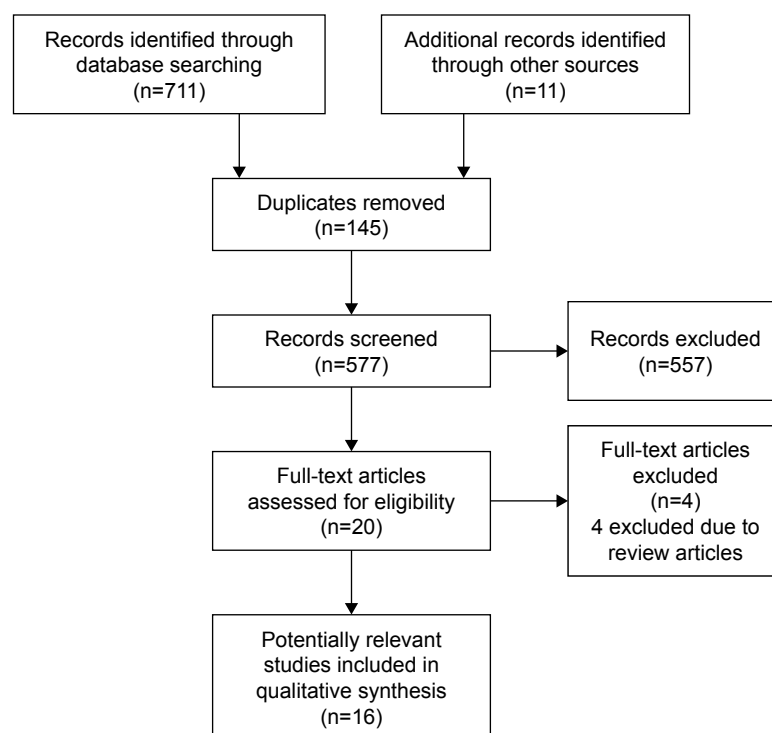 Records identified through
database searching
(n=711)
Additional records identified
through other sources
(n=11)
Duplicates removed
(n=145)
Records screened
(n=577)
Records excluded
(n=557)
Full-text articles
assessed for eligibility
(n=20)
Full-text articles
excluded
(n=4)
4 excluded due to
review articles
Potentially relevant
studies included in
qualitative synthesis
(n=16)